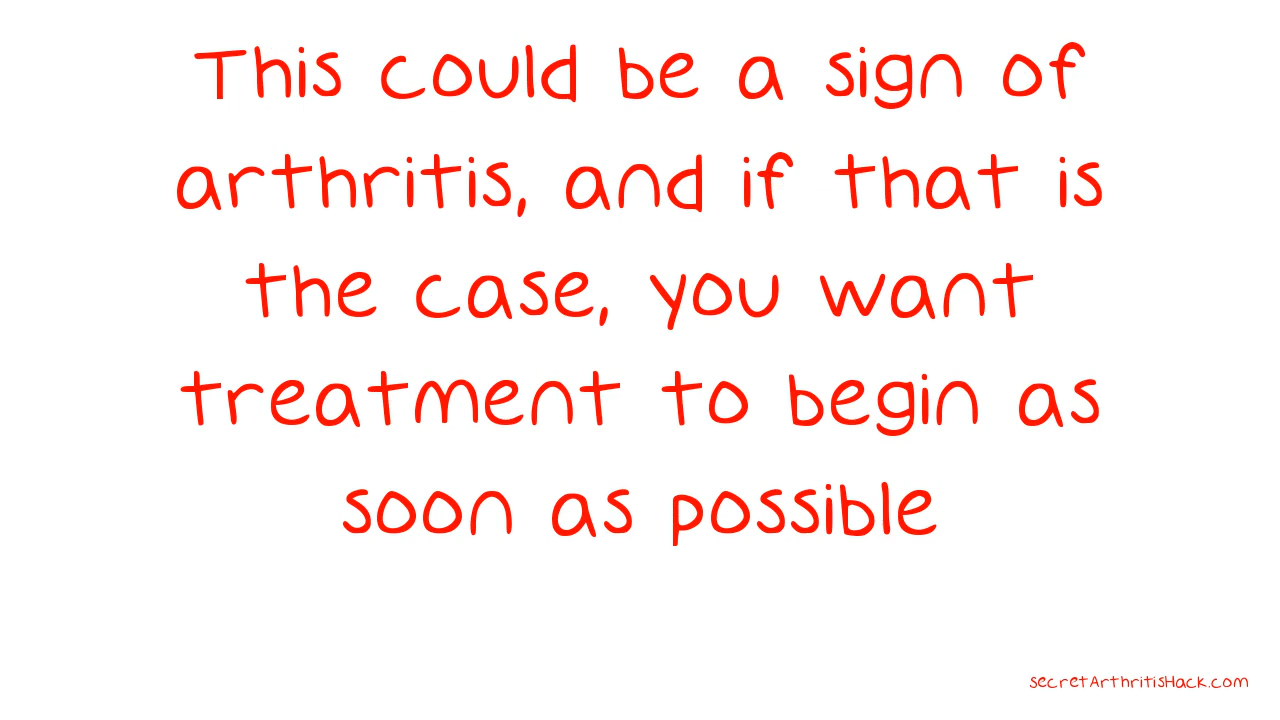 This could be a sign of
arthritis, and if that is
the case, you want
treatment to begin as
soon as possible
secretArthritisHack.com